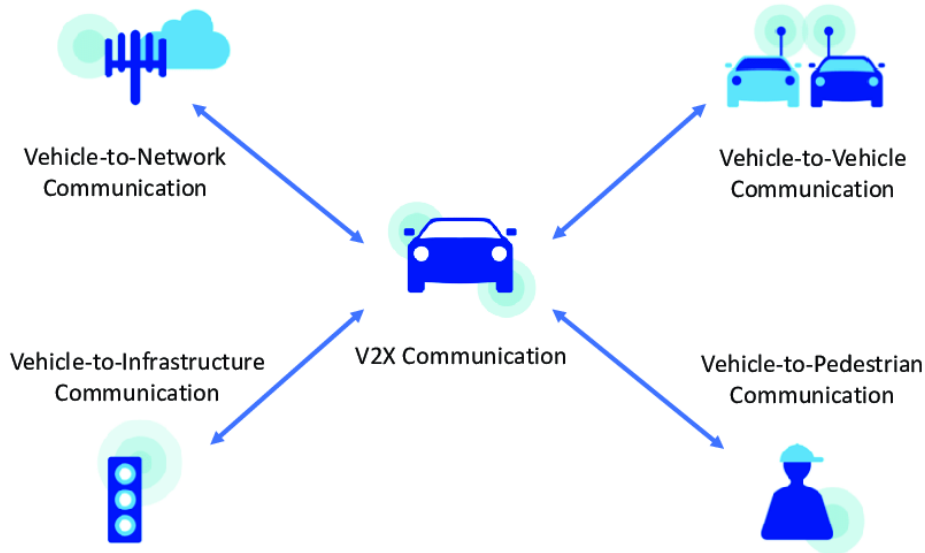 Vehicle-to-Network
Communication
Vehicle-to-Vehicle
Communication
V2X Communication
Vehicle-to-Infrastructure
Communication
Vehicle-to-Pedestrian
Communication